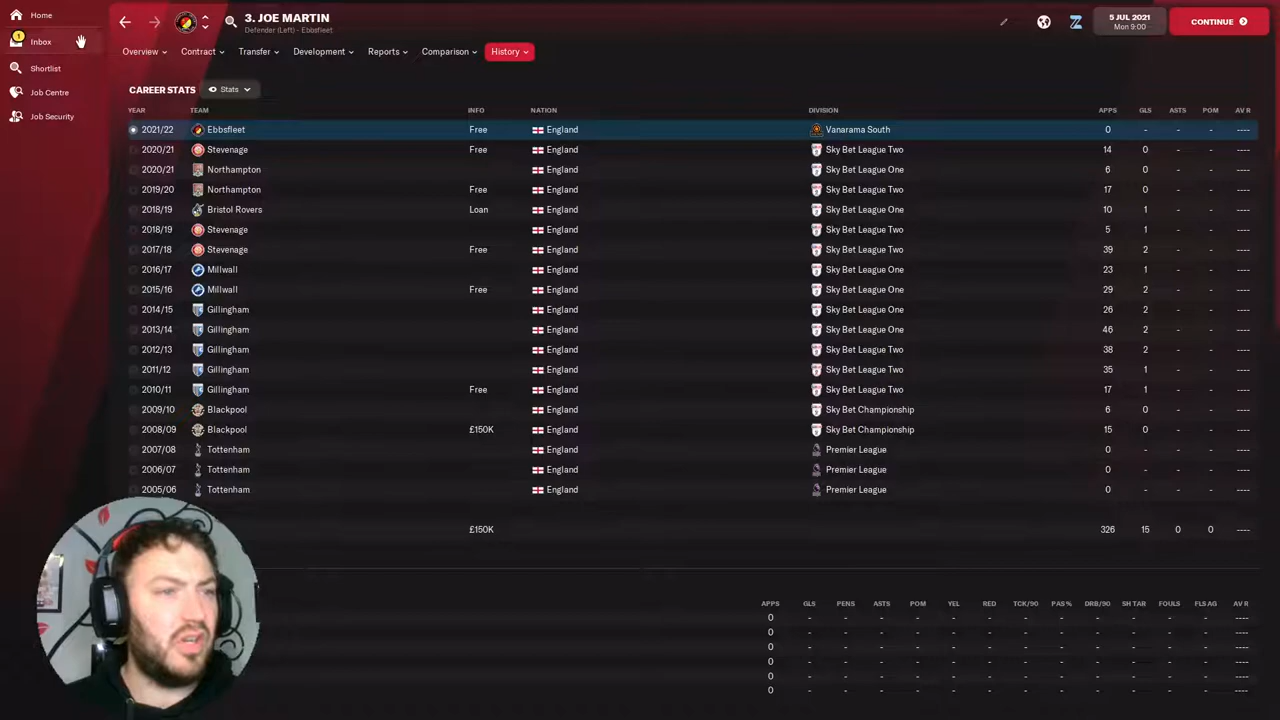 Home
Inbox
1
Shortlist
Job Centre
Job Security
3. JOE MARTIN
Defender (Left) - Ebbsfleet
5 JUL 2021
Mon 9:00
CONTINUE
Overview
Contract
Transfer
Development
Reports
Comparison
History
CAREER STATS
Stats
YEAR TEAM INFO NATION DIVISION APPS GLS ASTS POM AV R
2021/22 Ebbsfleet Free England Vanarama South 0 - - - ----
2020/21 Stevenage Free England Sky Bet League Two 14 0 - - ----
2020/21 Northampton England Sky Bet League One 6 0 - - ----
2019/20 Northampton Free England Sky Bet League Two 17 0 - - ----
2018/19 Bristol Rovers Loan England Sky Bet League One 10 1 - - ----
2018/19 Stevenage England Sky Bet League Two 5 1 - - ----
2017/18 Stevenage Free England Sky Bet League Two 39 2 - - ----
2016/17 Millwall England Sky Bet League One 23 1 - - ----
2015/16 Millwall Free England Sky Bet League One 29 2 - - ----
2014/15 Gillingham England Sky Bet League One 26 2 - - ----
2013/14 Gillingham England Sky Bet League One 46 2 - - ----
2012/13 Gillingham England Sky Bet League Two 38 2 - - ----
2011/12 Gillingham England Sky Bet League Two 35 1 - - ----
2010/11 Gillingham Free England Sky Bet League Two 17 1 - - ----
2009/10 Blackpool England Sky Bet Championship 6 0 - - ----
2008/09 Blackpool £150K England Sky Bet Championship 15 0 - - ----
2007/08 Tottenham England Premier League 0 - - - ----
2006/07 Tottenham England Premier League 0 - - - ----
2005/06 Tottenham England Premier League 0 - - - ----
£150K 326 15 0 0 ----
APPS GLS PENS ASTS POM YEL RED TCK/90 PAS % DRB/90 SH TAR FOULS FLS AG AV R
0 - - - - - - - - - - - - ----
0 - - - - - - - - - - - - ----
0 - - - - - - - - - - - - ----
0 - - - - - - - - - - - - ----
0 - - - - - - - - - - - - ----
0 - - - - - - - - - - - - ----